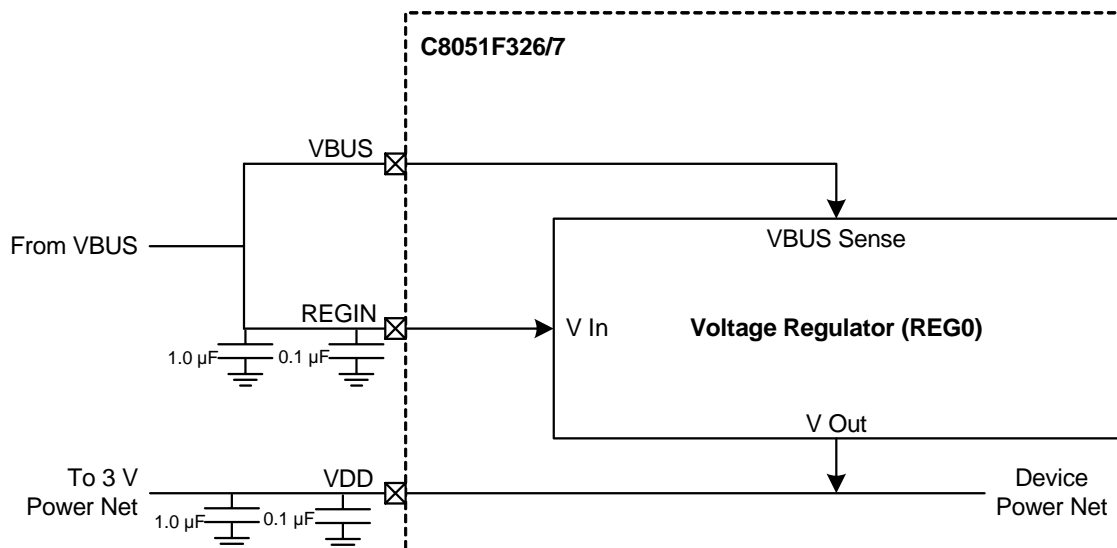 C8051F326/7
VBUS
From VBUS
VBUS Sense
REGIN
V In
Voltage Regulator (REG0)
1.0 µF
0.1 µF
V Out
To 3 V
Power Net
VDD
Device
Power Net
1.0 µF
0.1 µF